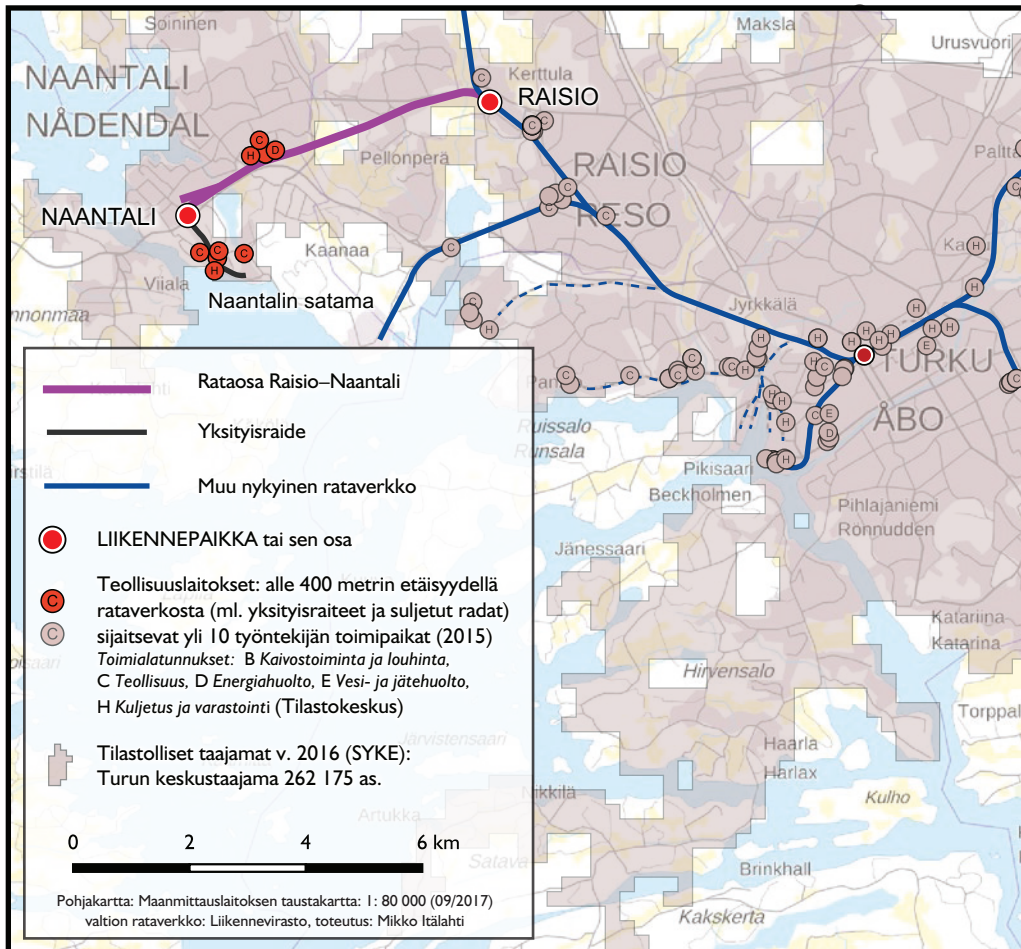 Soininen
Maksla
Urusvuori
NAANTALI
NÅDENDAL
Kerttula
RAISIO
Pellonperä
RAISIO
RESO
NAANTALI
Kaanaa
Viiala
Naantalin satama
Jyrkkälä
TURKU
ÅBO
Ruissalo
Runsala
Pikisaari
Beckholmen
Pihlajaniemi
Ronnudden
Jänessaari
Katariina
Katarina
Hirvensalo
Haarla
Harlax
Kulho
Brinkhall
Kakskerta
Järvistensaari
Artukka
Satava
Rataosa Raisio–Naantali
Yksityisraide
Muu nykyinen rataverkko
LIIKENNEPAIKKA tai sen osa
C
C
Teollisuuslaitokset: alle 400 metrin etäisyydellä
rataverkosta (ml. yksityisraiteet ja suljetut radat)
sijaitsevat yli 10 työntekijän toimipaikat (2015)
Toimialatunnukset: B Kaivostoiminta ja louhinta,
C Teollisuus, D Energiahuolto, E Vesi- ja jätehuolto,
H Kuljetus ja varastointi (Tilastokeskus)
Tilastolliset taajamat v. 2016 (SYKE):
Turun keskustaajama 262 175 as.
0 2 4 6 km
Pohjakartta: Maanmittauslaitoksen taustakartta: 1: 80 000 (09/2017)
valtion rataverkko: Liikennevirasto, toteutus: Mikko Itälahti